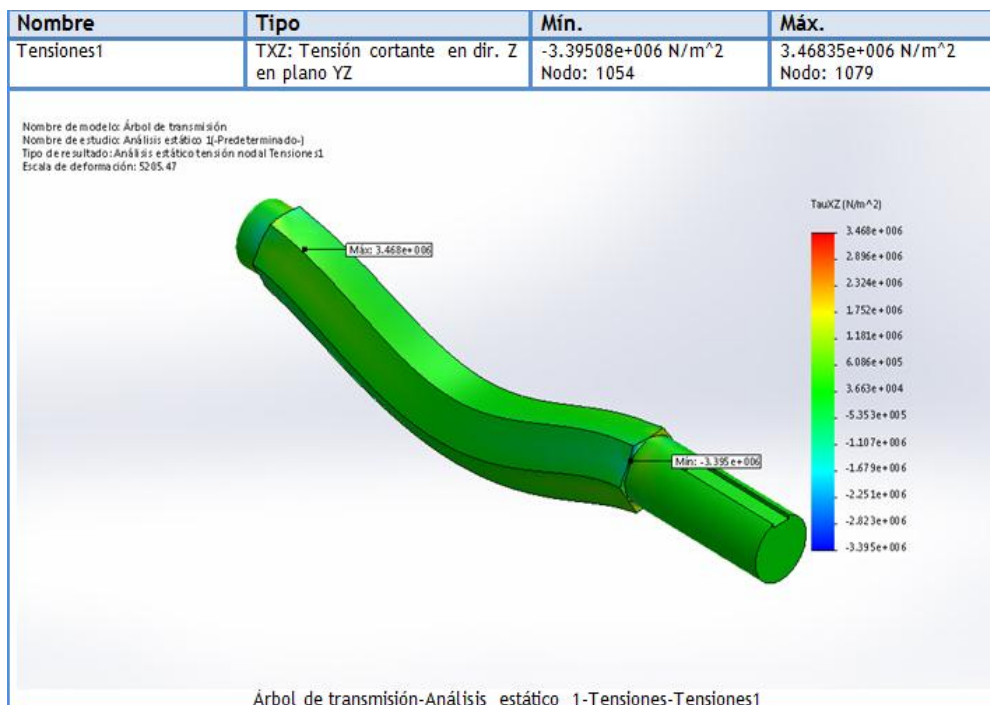 Nombre Tipo Mín. Máx.
Tensiones1 TXZ: Tensión cortante en dir. Z -3.39508e+006 N/m^2 3.46835e+006 N/m^2
en plano YZ Nodo: 1054 Nodo: 1079
Nombre de modelo: Árbol de transmisión
Nombre de estudio: Análisis estático 1(-Predeterminado-)
Tipo de resultado: Análisis estático tensión nodal Tensiones1
Escala de deformación: 5205.47
TauXZ (N/m^2)
3.468e+006
Máx: 3.468e+006
2.896e+006
2.324e+006
1.752e+006
1.181e+006
6.086e+005
3.663e+004
-5.353e+005
-1.107e+006
Mín: -3.395e+006
-1.679e+006
-2.251e+006
-2.823e+006
-3.395e+006
Árbol de transmisión-Análisis estático 1-Tensiones-Tensiones1